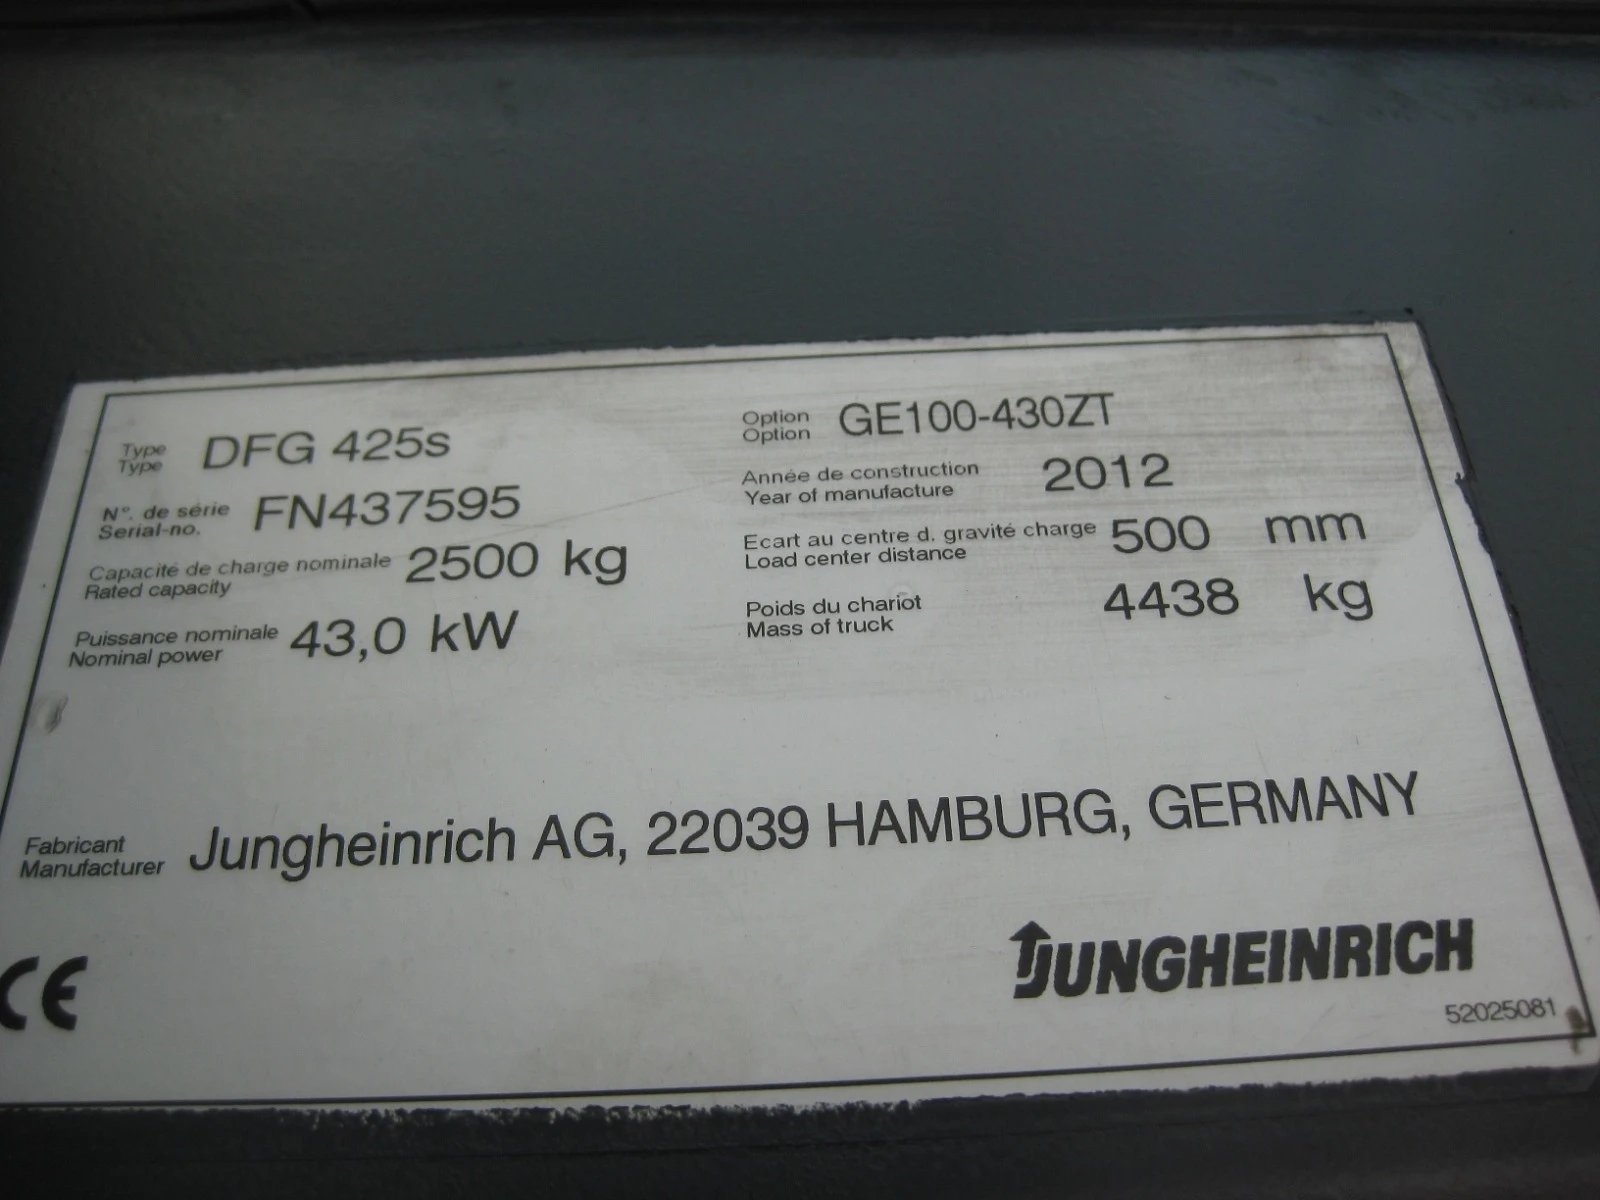 Type
Type DFG 425s
Option
Option GE100-430ZT
N°. de série
Serial-no. FN437595
Année de construction
Year of manufacture 2012
Capacité de charge nominale
Rated capacity 2500 kg
Ecart au centre d. gravité charge
Load center distance 500 mm
Puissance nominale
Nominal power 43,0 kW
Poids du chariot
Mass of truck 4438 kg
Fabricant
Manufacturer Jungheinrich AG, 22039 HAMBURG, GERMANY
CE
JUNGHEINRICH
52025081